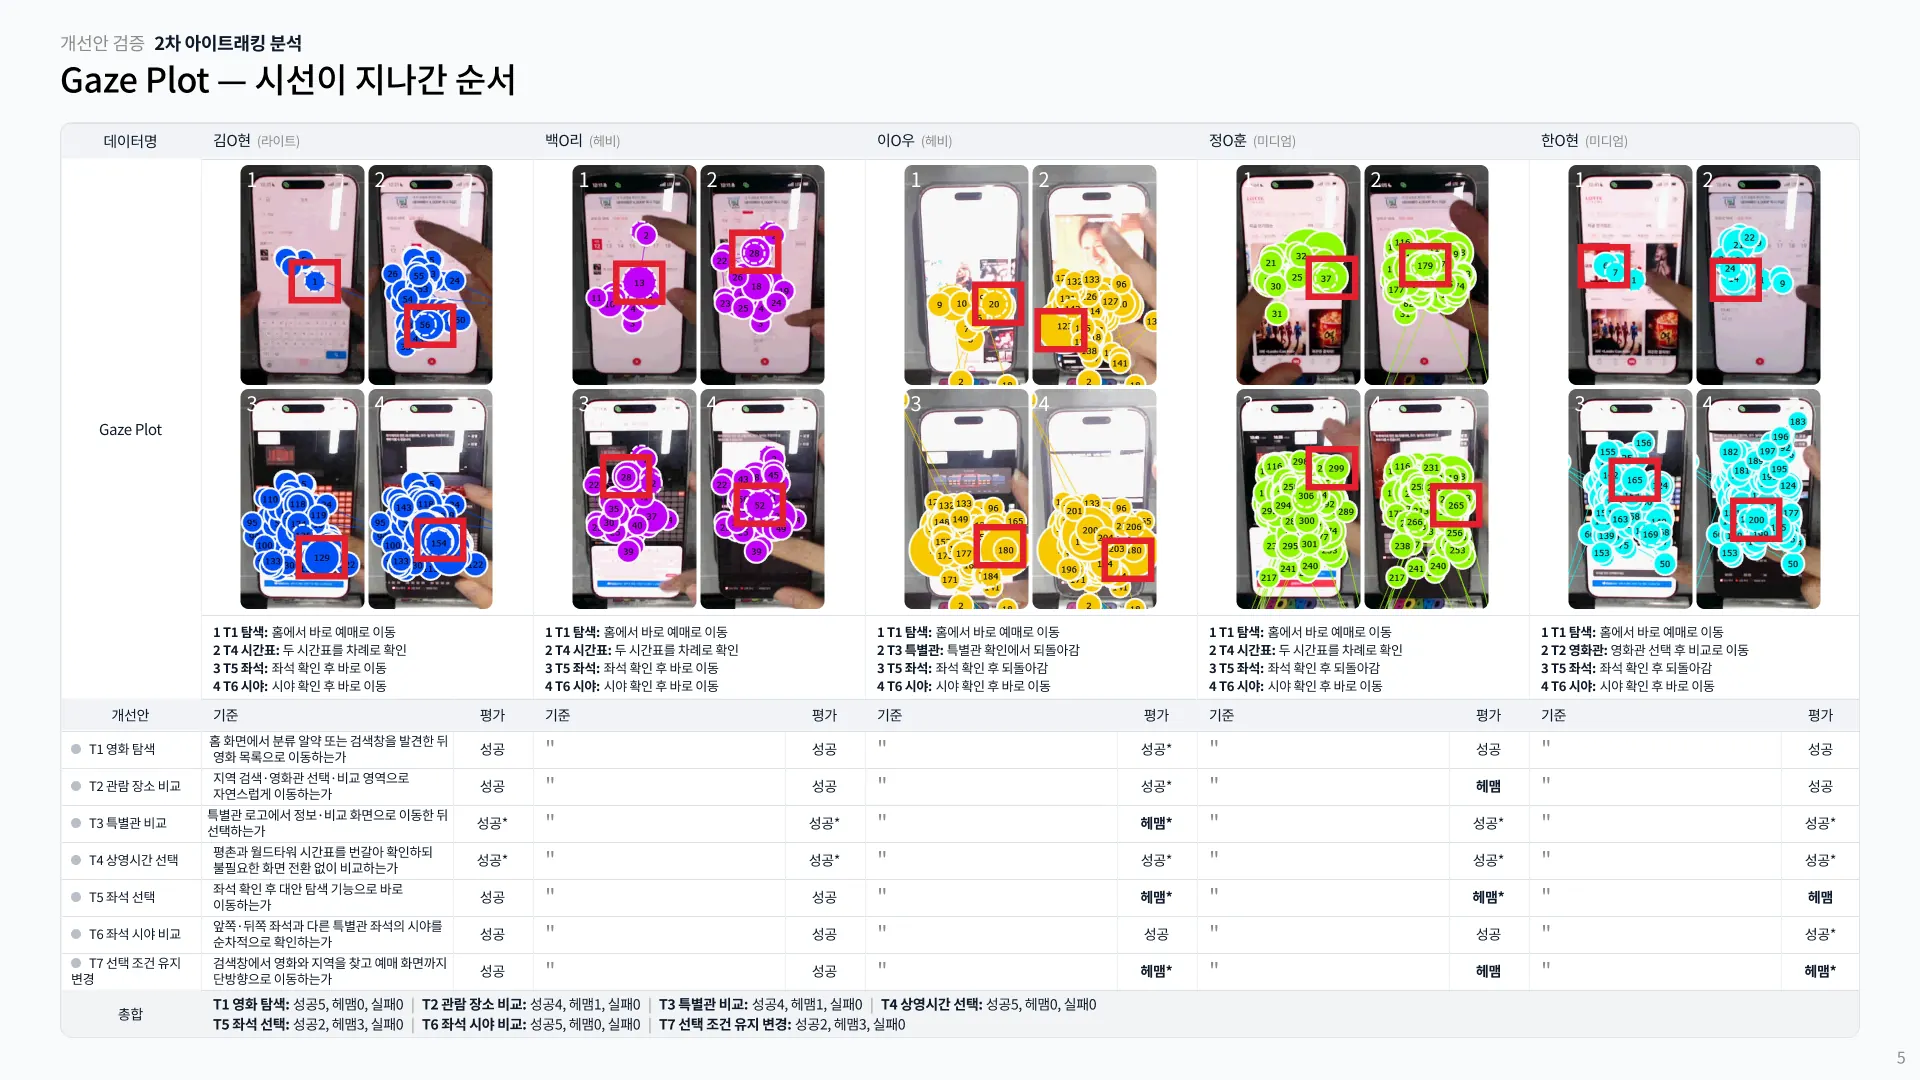 개선안 검증 2차 아이트래킹 분석
Gaze Plot — 시선이 지나간 순서
데이터명 김O현 (라이트) 백O리 (헤비) 이O우 (헤비) 정O훈 (미디엄) 한O현 (미디엄)
Gaze Plot
1 T1 탐색: 홈에서 바로 예매로 이동
2 T4 시간표: 두 시간표를 차례로 확인
3 T5 좌석: 좌석 확인 후 바로 이동
4 T6 시야: 시야 확인 후 바로 이동
1 T1 탐색: 홈에서 바로 예매로 이동
2 T4 시간표: 두 시간표를 차례로 확인
3 T5 좌석: 좌석 확인 후 바로 이동
4 T6 시야: 시야 확인 후 바로 이동
1 T1 탐색: 홈에서 바로 예매로 이동
2 T3 특별관: 특별관 확인에서 되돌아감
3 T5 좌석: 좌석 확인 후 되돌아감
4 T6 시야: 시야 확인 후 바로 이동
1 T1 탐색: 홈에서 바로 예매로 이동
2 T4 시간표: 두 시간표를 차례로 확인
3 T5 좌석: 좌석 확인 후 되돌아감
4 T6 시야: 시야 확인 후 바로 이동
1 T1 탐색: 홈에서 바로 예매로 이동
2 T2 영화관: 영화관 선택 후 비교로 이동
3 T5 좌석: 좌석 확인 후 되돌아감
4 T6 시야: 시야 확인 후 바로 이동
개선안 기준 평가 기준 평가 기준 평가 기준 평가 기준 평가
T1 영화 탐색 홈 화면에서 분류 알약 또는 검색창을 발견한 뒤
영화 목록으로 이동하는가 성공 " 성공 " 성공* " 성공 " 성공
T2 관람 장소 비교 지역 검색·영화관 선택·비교 영역으로
자연스럽게 이동하는가 성공 " 성공 " 성공* " 헤맴 " 성공
T3 특별관 비교 특별관 로고에서 정보·비교 화면으로 이동한 뒤
선택하는가 성공* " 성공* " 헤맴* " 성공* " 성공*
T4 상영시간 선택 평촌과 월드타워 시간표를 번갈아 확인하되
불필요한 화면 전환 없이 비교하는가 성공* " 성공* " 성공* " 성공* " 성공*
T5 좌석 선택 좌석 확인 후 대안 탐색 기능으로 바로
이동하는가 성공 " 성공 " 헤맴* " 헤맴* " 헤맴
T6 좌석 시야 비교 앞쪽·뒤쪽 좌석과 다른 특별관 좌석의 시야를
순차적으로 확인하는가 성공 " 성공 " 성공 " 성공 " 성공*
T7 선택 조건 유지
변경 검색창에서 영화와 지역을 찾고 예매 화면까지
단방향으로 이동하는가 성공 " 성공 " 헤맴* " 헤맴 " 헤맴*
총합
T1 영화 탐색: 성공5, 헤맴0, 실패0 | T2 관람 장소 비교: 성공4, 헤맴1, 실패0 | T3 특별관 비교: 성공4, 헤맴1, 실패0 | T4 상영시간 선택: 성공5, 헤맴0, 실패0
T5 좌석 선택: 성공2, 헤맴3, 실패0 | T6 좌석 시야 비교: 성공5, 헤맴0, 실패0 | T7 선택 조건 유지 변경: 성공2, 헤맴3, 실패0
5